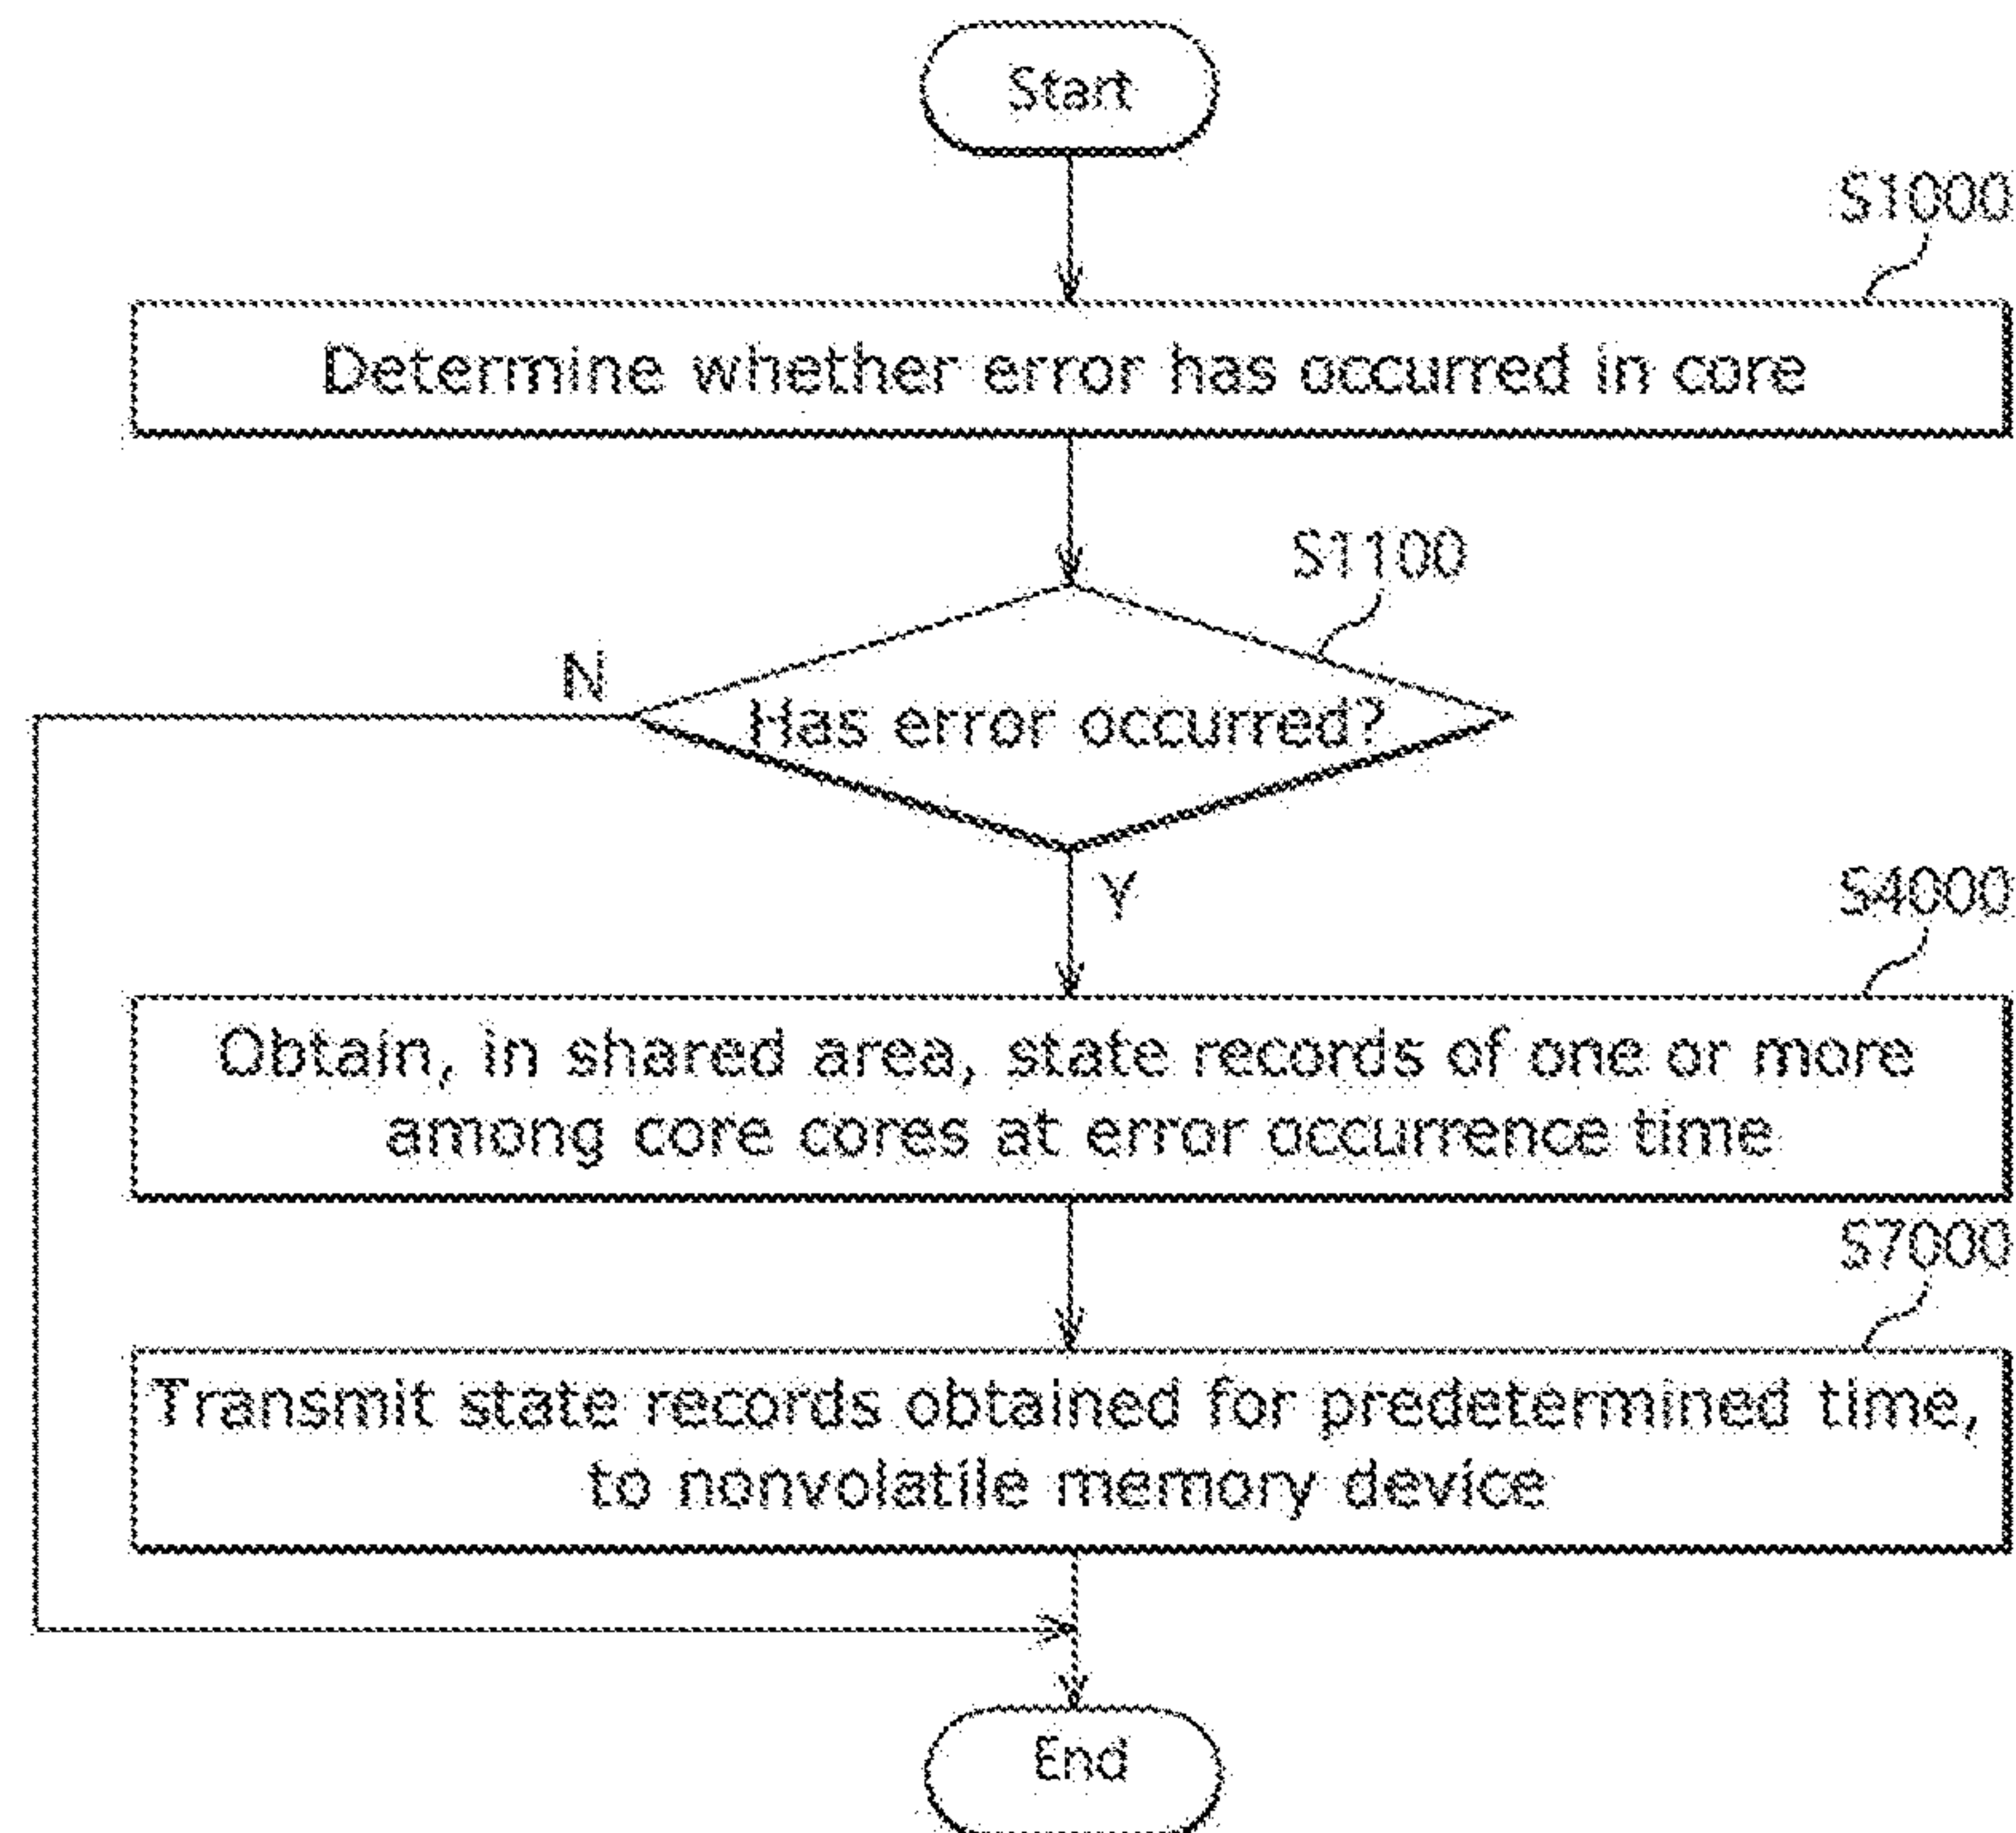 Start
S1000
Determine whether error has occurred in core
S1100
N
Has error occurred?
Y
S4000
Obtain, in shared area, state records of one or more
among core cores at error occurrence time
S7000
Transmit state records obtained for predetermined time,
to nonvolatile memory device
End